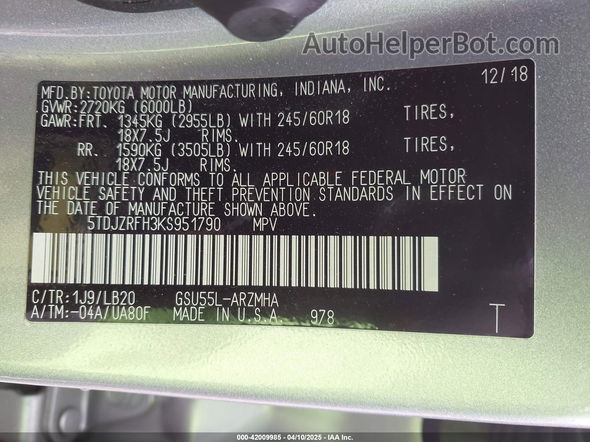 AutoHelperBot.com
12/18
MFD.BY:TOYOTA MOTOR MANUFACTURING, INDIANA, INC.
GVWR:2720KG (6000LB)
GAWR:FRT. 1345KG (2955LB) WITH 245/60R18 TIRES,
18X7.5J RIMS.
RR. 1590KG (3505LB) WITH 245/60R18 TIRES,
18X7.5J RIMS.
THIS VEHICLE CONFORMS TO ALL APPLICABLE FEDERAL MOTOR
VEHICLE SAFETY AND THEFT PREVENTION STANDARDS IN EFFECT ON
THE DATE OF MANUFACTURE SHOWN ABOVE.
5TDJZRFH3KS951790 MPV
C/TR:1J9/LB20 GSU55L-ARZMHA
A/TM:-04A/UA80F MADE IN U.S.A. 978 T
000-42009985 - 04/10/2025 - IAA Inc.